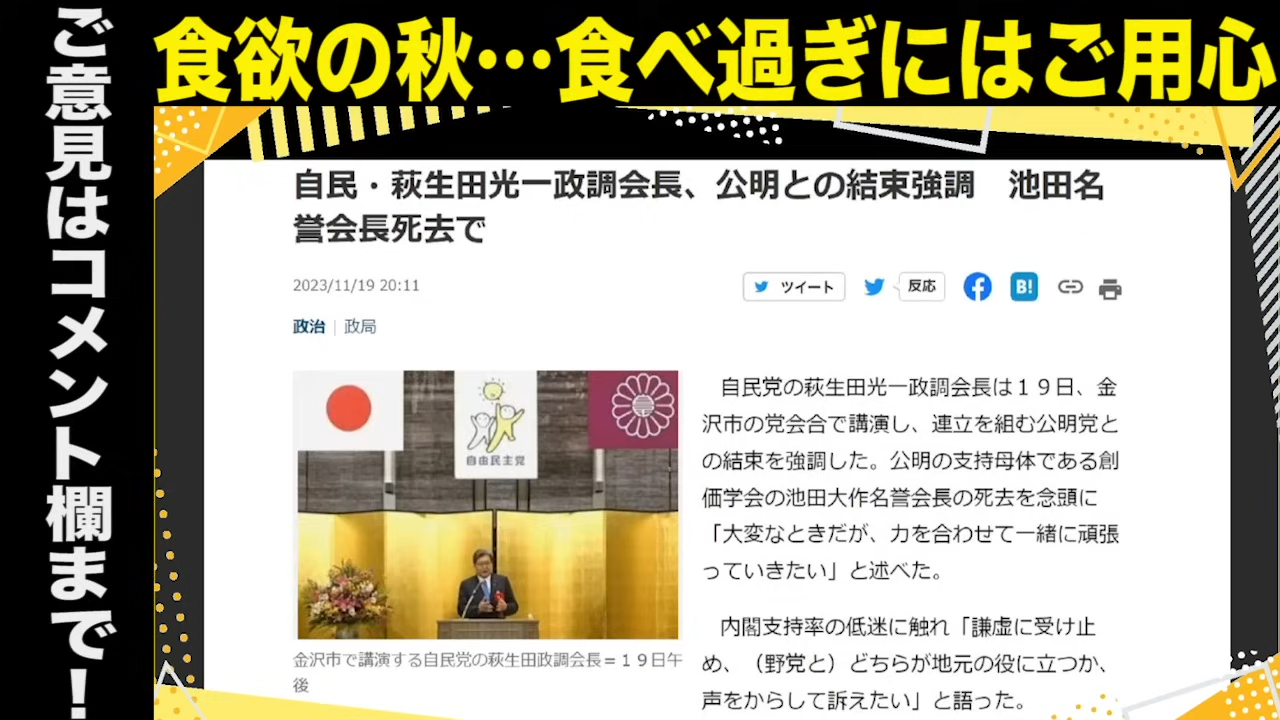 食欲の秋…食べ過ぎにはご用心
ご意見はコメント欄まで！
自民・萩生田光一政調会長、公明との結束強調　池田名
誉会長死去で
2023/11/19 20:11
ツイート
反応
B!
政治｜政局
自由民主党
金沢市で講演する自民党の萩生田政調会長＝１９日午
後
自民党の萩生田光一政調会長は１９日、金
沢市の党会合で講演し、連立を組む公明党と
の結束を強調した。公明の支持母体である創
価学会の池田大作名誉会長の死去を念頭に
「大変なときだが、力を合わせて一緒に頑張
っていきたい」と述べた。
内閣支持率の低迷に触れ「謙虚に受け止
め、（野党と）どちらが地元の役に立つか、
声をからして訴えたい」と語った。